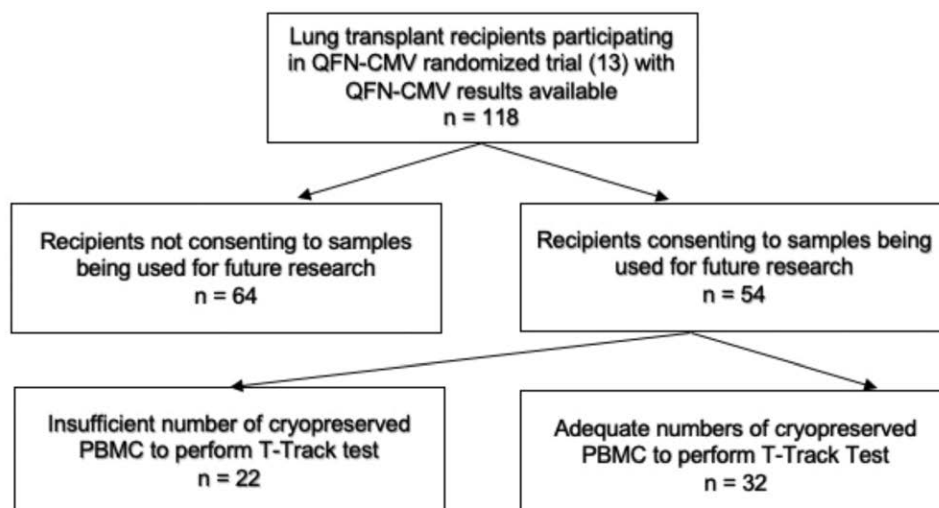 Lung transplant recipients participating
in QFN-CMV randomized trial (13) with
QFN-CMV results available
n = 118
Recipients not consenting to samples
being used for future research
n = 64
Recipients consenting to samples being
used for future research
n = 54
Insufficient number of cryopreserved
PBMC to perform T-Track test
n = 22
Adequate numbers of cryopreserved
PBMC to perform T-Track Test
n = 32